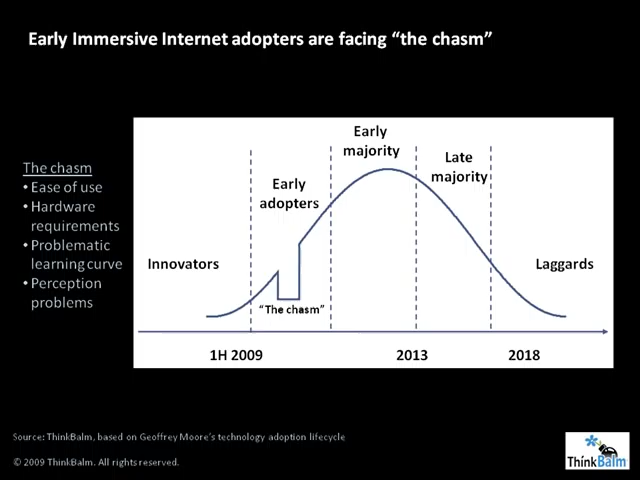 Early Immersive Internet adopters are facing “the chasm”
The chasm
• Ease of use
• Hardware
requirements
• Problematic
learning curve
• Perception
problems
Early
majority
Late
majority
Early
adopters
Innovators
Laggards
“The chasm”
1H 2009
2013
2018
Source: ThinkBalm, based on Geoffrey Moore’s technology adoption lifecycle
© 2009 ThinkBalm. All rights reserved.
ThinkBalm